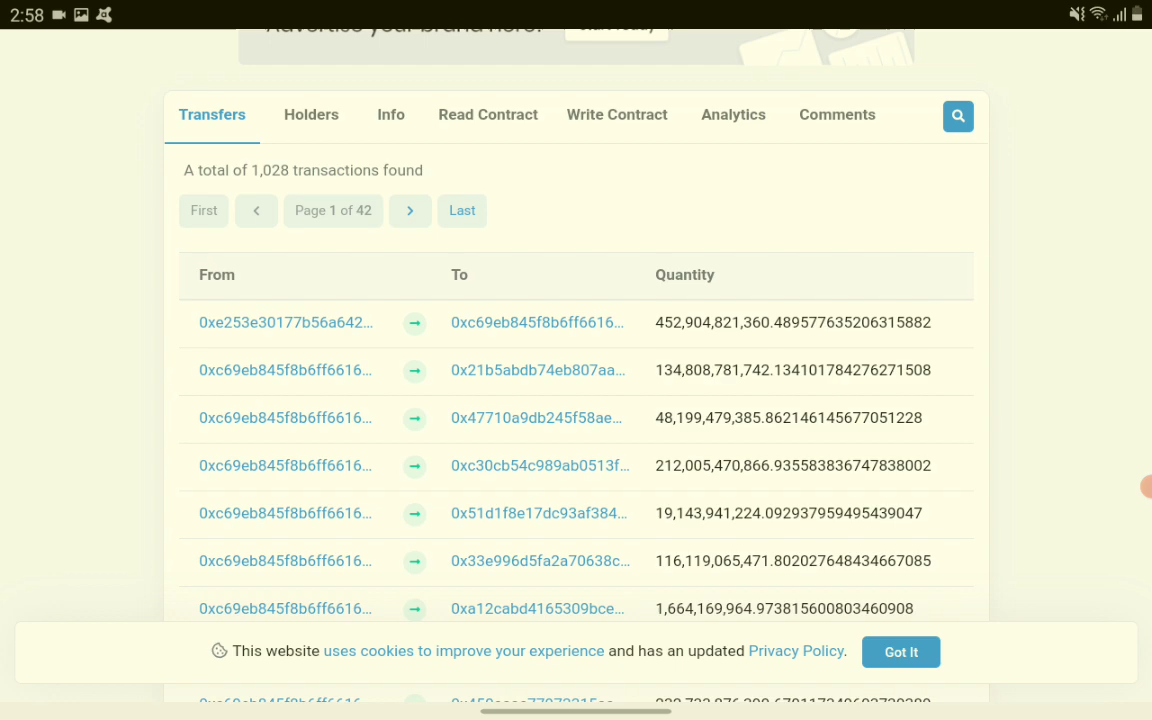 2:58
Advertise your brand here!
Transfers Holders Info Read Contract Write Contract Analytics Comments
A total of 1,028 transactions found
First Page 1 of 42 Last
From To Quantity
0xe253e30177b56a642... 0xc69eb845f8b6ff6616... 452,904,821,360.489577635206315882
0xc69eb845f8b6ff6616... 0x21b5abdb74eb807aa... 134,808,781,742.134101784276271508
0xc69eb845f8b6ff6616... 0x47710a9db245f58ae... 48,199,479,385.862146145677051228
0xc69eb845f8b6ff6616... 0xc30cb54c989ab0513f... 212,005,470,866.935583836747838002
0xc69eb845f8b6ff6616... 0x51d1f8e17dc93af384... 19,143,941,224.092937959495439047
0xc69eb845f8b6ff6616... 0x33e996d5fa2a70638c... 116,119,065,471.802027648434667085
0xc69eb845f8b6ff6616... 0xa12cabd4165309bce... 1,664,169,964.973815600803460908
This website uses cookies to improve your experience and has an updated Privacy Policy. Got It